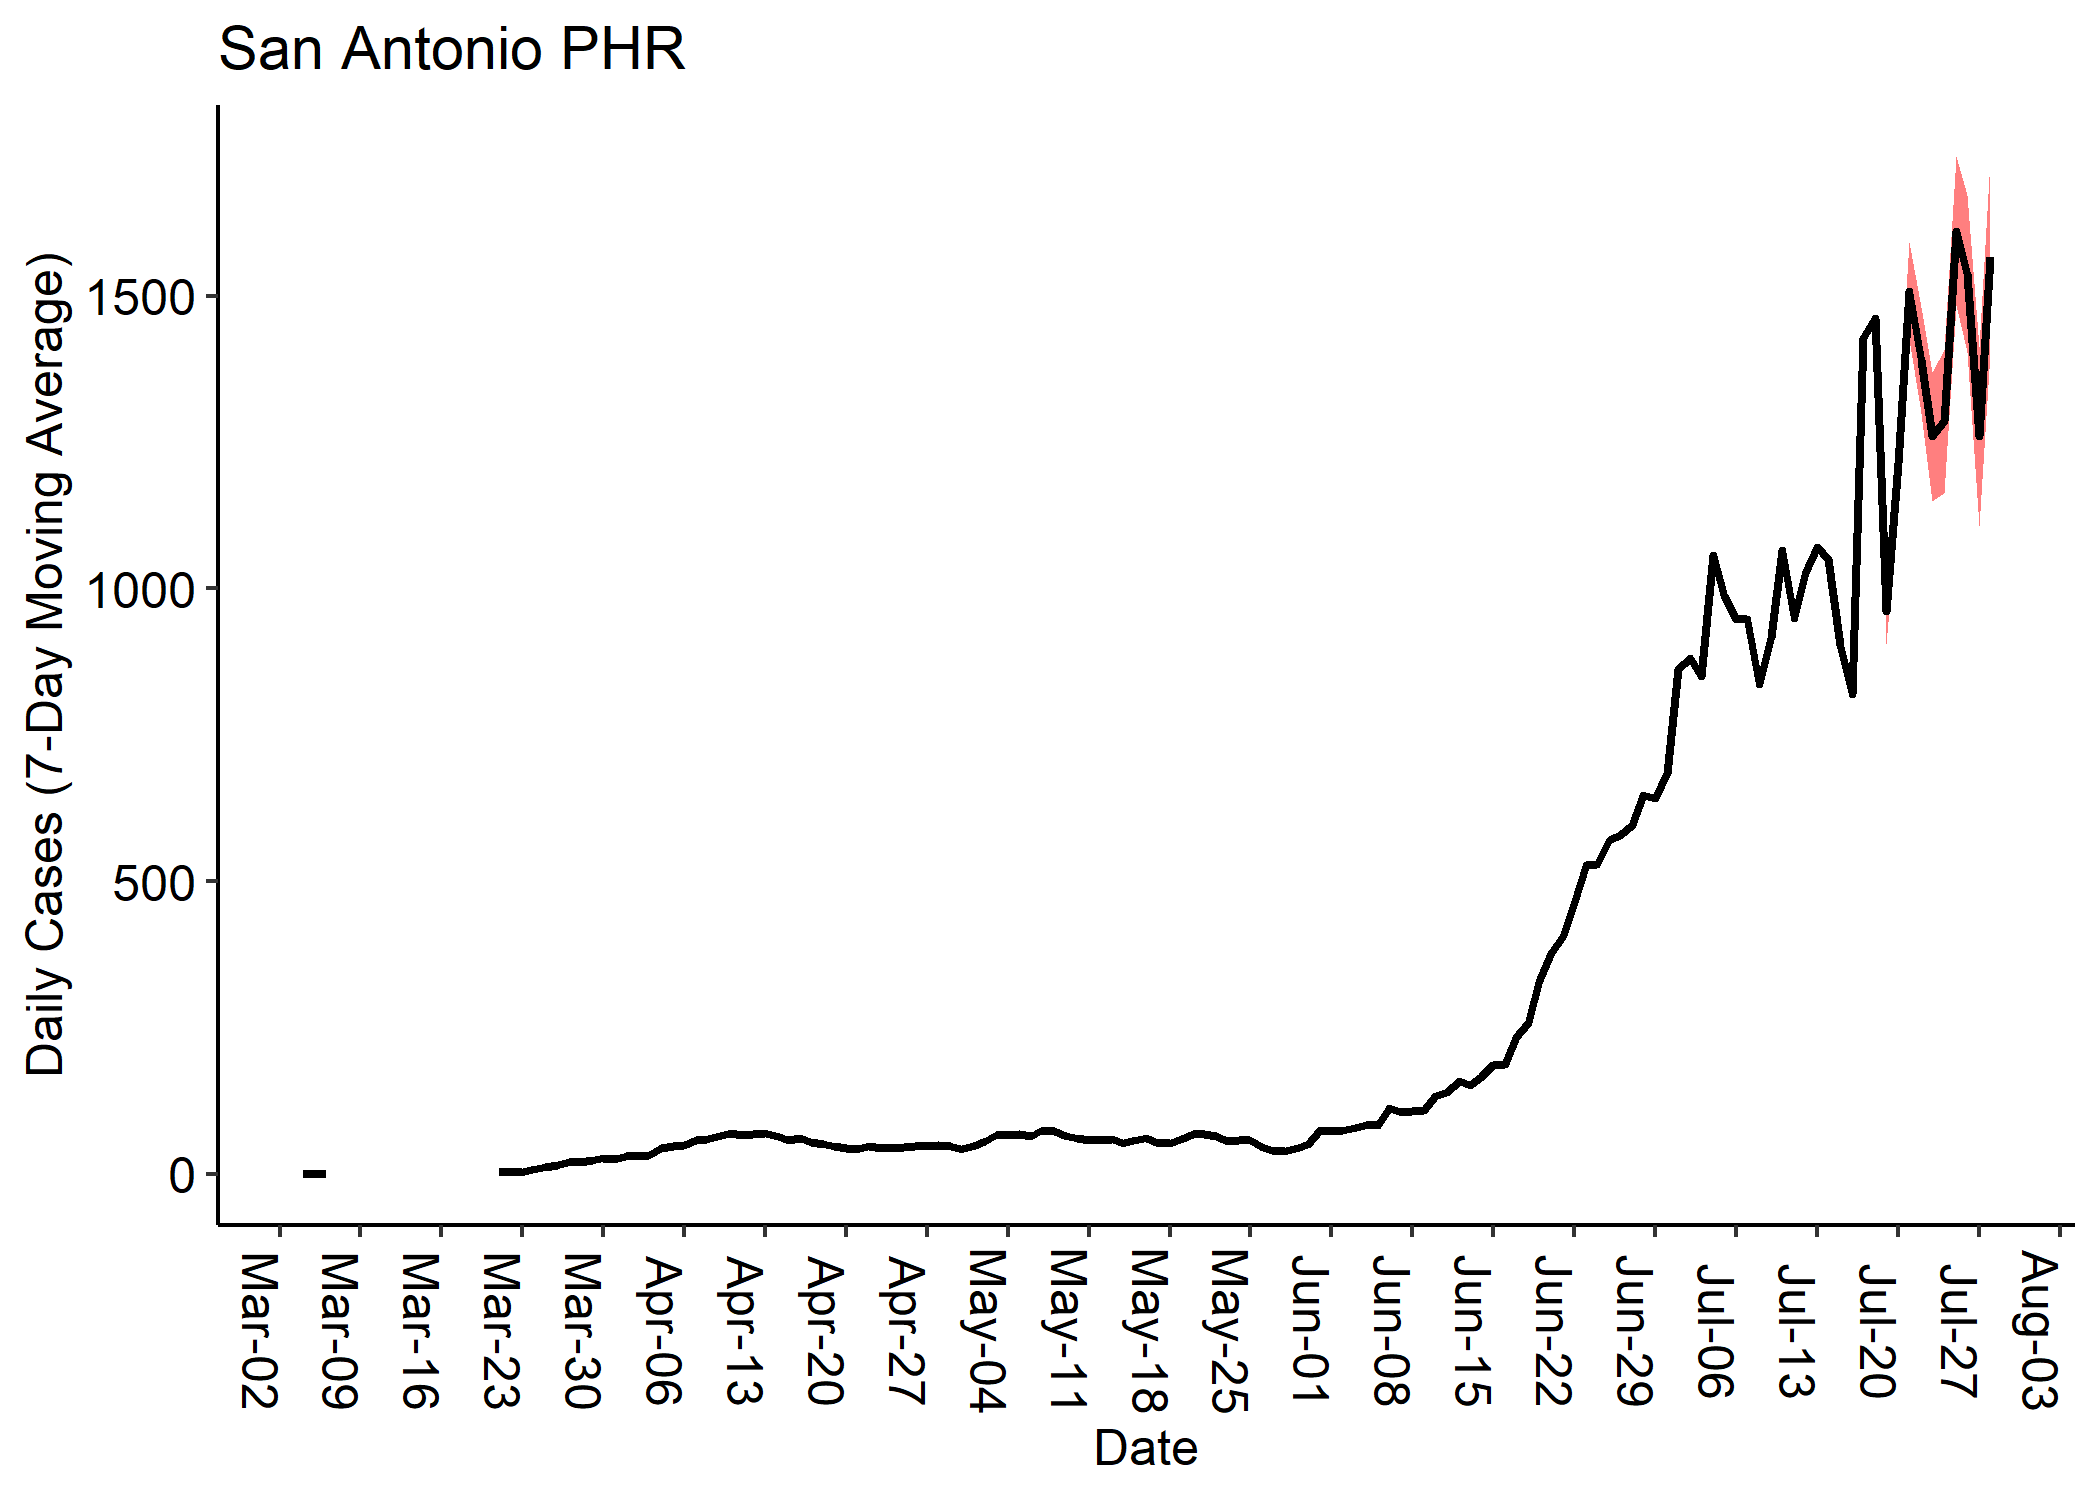 San Antonio PHR
Daily Cases (7-Day Moving Average)
1500
1000
500
0
Mar-02
Mar-09
Mar-16
Mar-23
Mar-30
Apr-06
Apr-13
Apr-20
Apr-27
May-04
May-11
May-18
May-25
Jun-01
Jun-08
Jun-15
Jun-22
Jun-29
Jul-06
Jul-13
Jul-20
Jul-27
Aug-03
Date